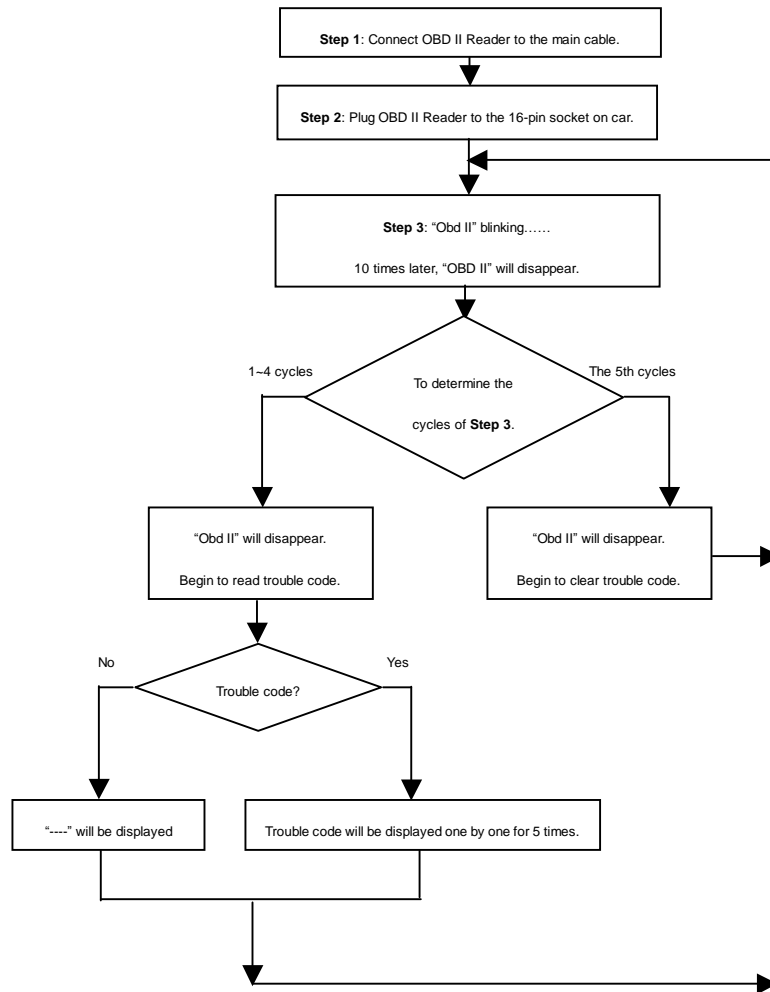 Step 1: Connect OBD II Reader to the main cable.
Step 2: Plug OBD II Reader to the 16-pin socket on car.
Step 3: “Obd II” blinking……
10 times later, “OBD II” will disappear.
1~4 cycles
The 5th cycles
To determine the
cycles of Step 3.
“Obd II” will disappear.
Begin to read trouble code.
“Obd II” will disappear.
Begin to clear trouble code.
No
Yes
Trouble code?
“----” will be displayed
Trouble code will be displayed one by one for 5 times.